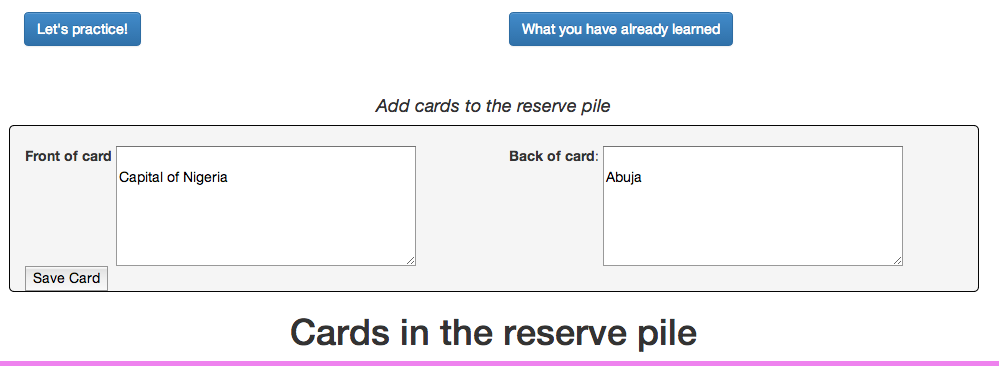 Let's practice!
What you have already learned
Add cards to the reserve pile
Front of card
Capital of Nigeria
Back of card:
Abuja
Save Card
Cards in the reserve pile